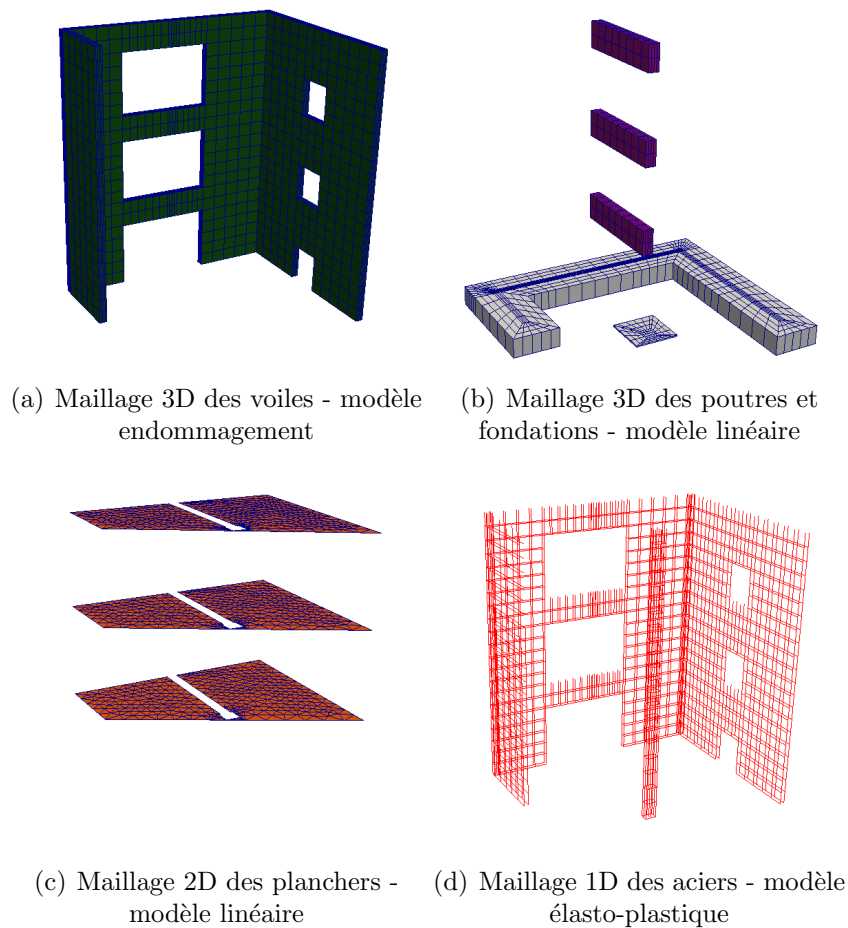 (a) Maillage 3D des voiles - modèle
endommagement
(b) Maillage 3D des poutres et
fondations - modèle linéaire
(c) Maillage 2D des planchers -
modèle linéaire
(d) Maillage 1D des aciers - modèle
élasto-plastique